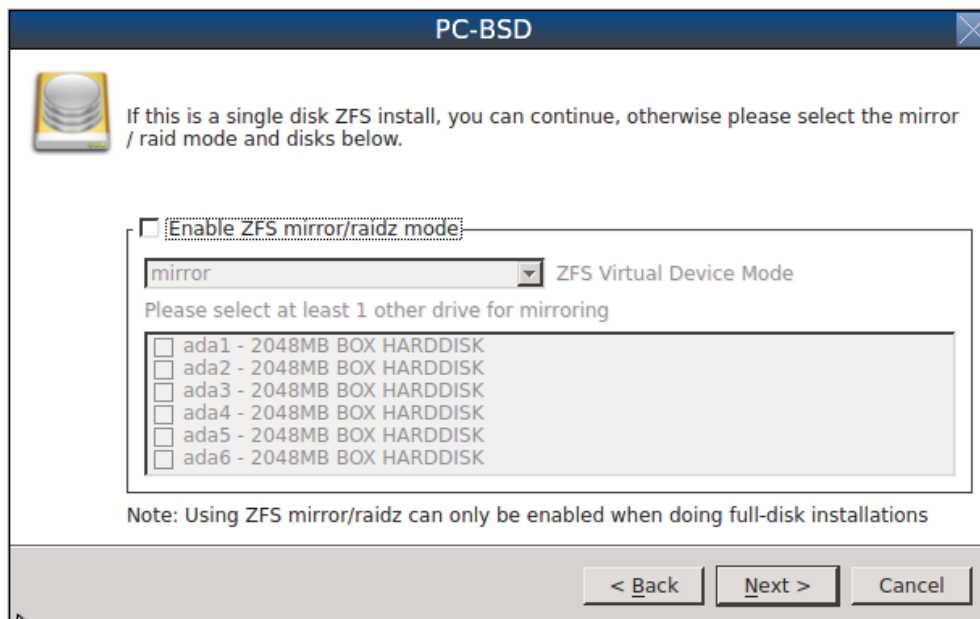 PC-BSD
If this is a single disk ZFS install, you can continue, otherwise please select the mirror
/ raid mode and disks below.
Enable ZFS mirror/raidz mode
mirror
ZFS Virtual Device Mode
Please select at least 1 other drive for mirroring
ada1 - 2048MB BOX HARDDISK
ada2 - 2048MB BOX HARDDISK
ada3 - 2048MB BOX HARDDISK
ada4 - 2048MB BOX HARDDISK
ada5 - 2048MB BOX HARDDISK
ada6 - 2048MB BOX HARDDISK
Note: Using ZFS mirror/raidz can only be enabled when doing full-disk installations
< Back
Next >
Cancel